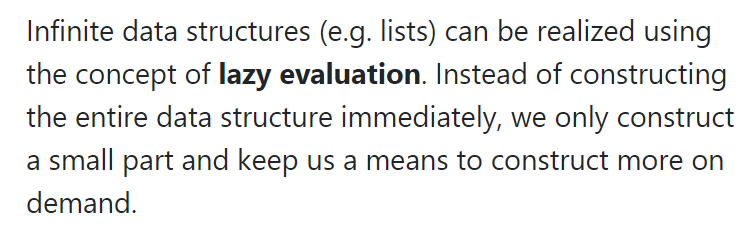 Infinite data structures (e.g. lists) can be realized using
the concept of lazy evaluation. Instead of constructing
the entire data structure immediately, we only construct
a small part and keep us a means to construct more on
demand.